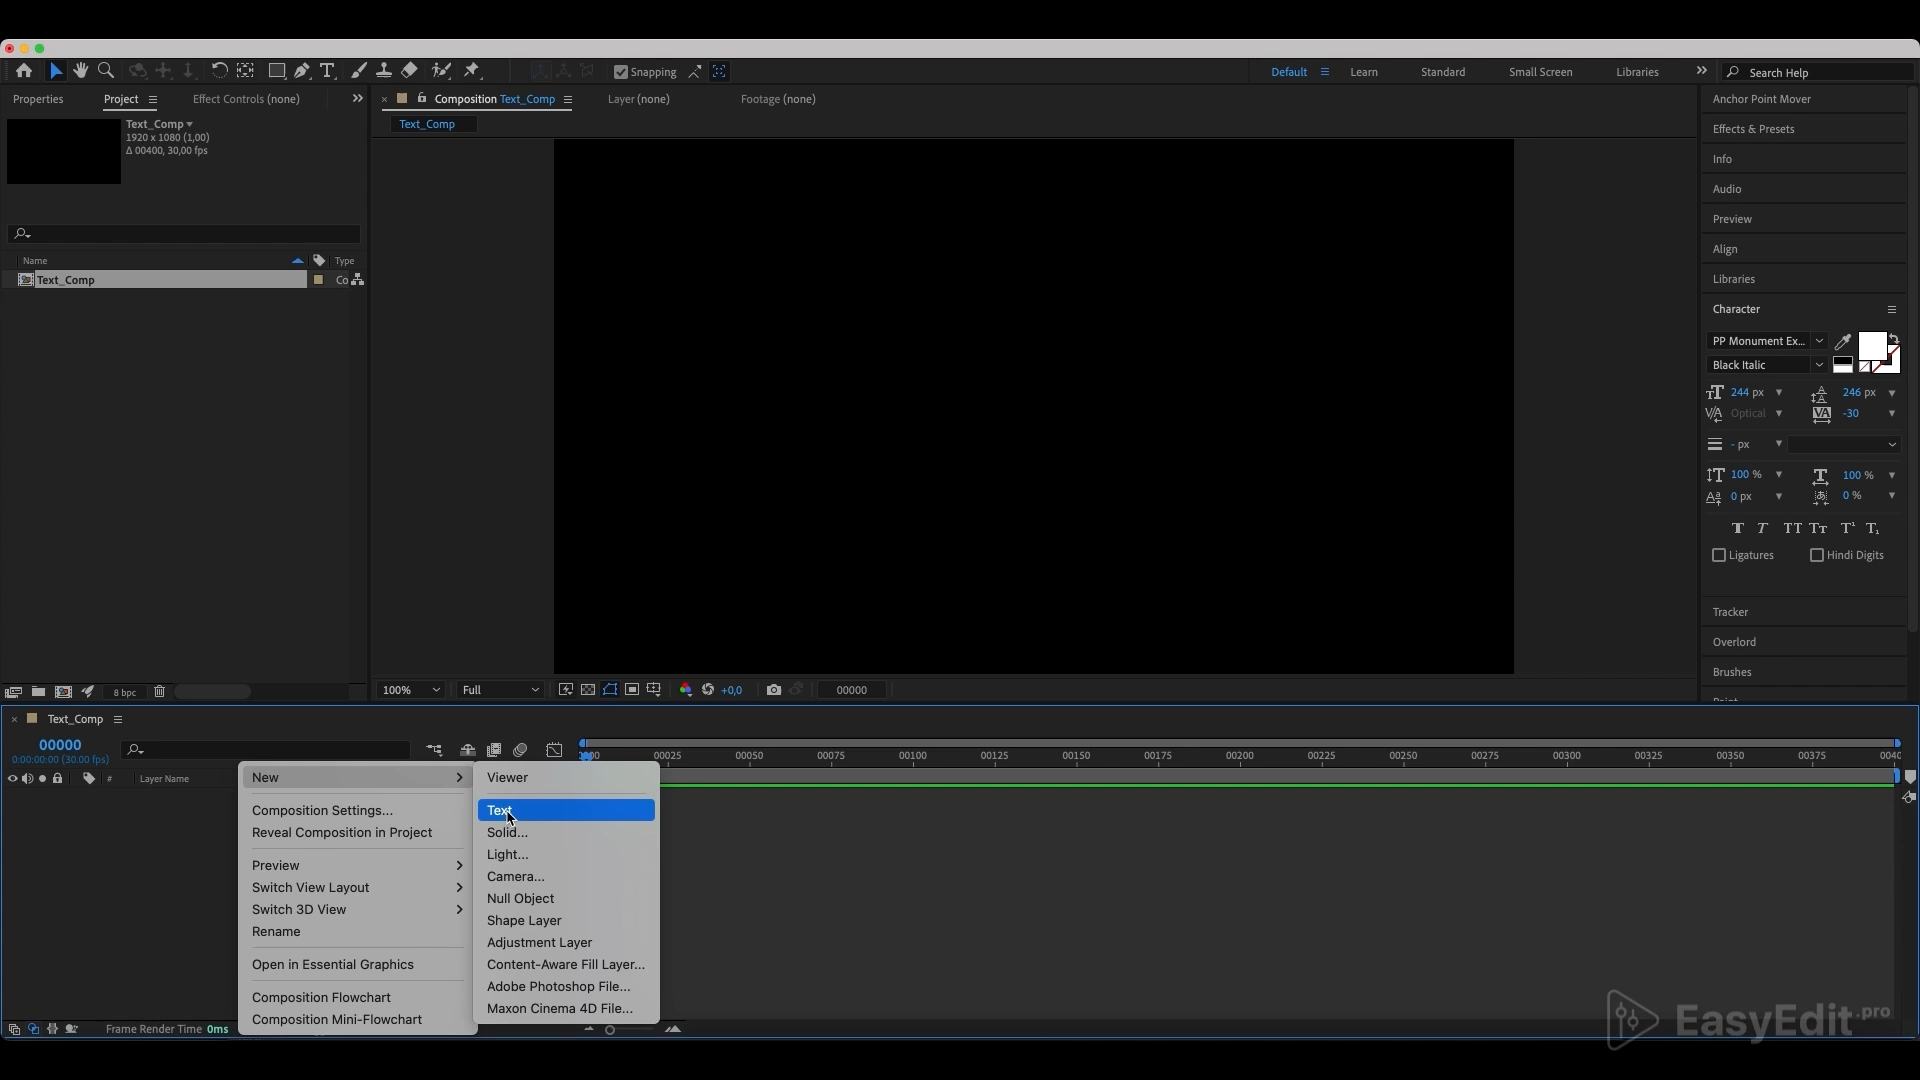 Snapping
Default
Learn
Standard
Small Screen
Libraries
Search Help
Properties
Project
Effect Controls (none)
Composition Text_Comp
Layer (none)
Footage (none)
Text_Comp
Text_Comp
1920 x 1080 (1,00)
Δ 00400, 30,00 fps
Name
Type
Text_Comp
Co
8 bpc
100%
Full
+0,0
00000
Anchor Point Mover
Effects & Presets
Info
Audio
Preview
Align
Libraries
Character
PP Monument Ex...
Black Italic
244 px
246 px
Optical
-30
- px
100 %
100 %
0 px
0 %
Ligatures
Hindi Digits
Tracker
Overlord
Brushes
Text_Comp
00000
0:00:00:00 (30.00 fps)
00025
00050
00075
00100
00125
00150
00175
00200
00225
00250
00275
00300
00325
00350
00375
#
Layer Name
New
Composition Settings...
Reveal Composition in Project
Preview
Switch View Layout
Switch 3D View
Rename
Open in Essential Graphics
Composition Flowchart
Composition Mini-Flowchart
Viewer
Text
Solid...
Light...
Camera...
Null Object
Shape Layer
Adjustment Layer
Content-Aware Fill Layer...
Adobe Photoshop File...
Maxon Cinema 4D File...
Frame Render Time 0ms
EasyEdit.pro